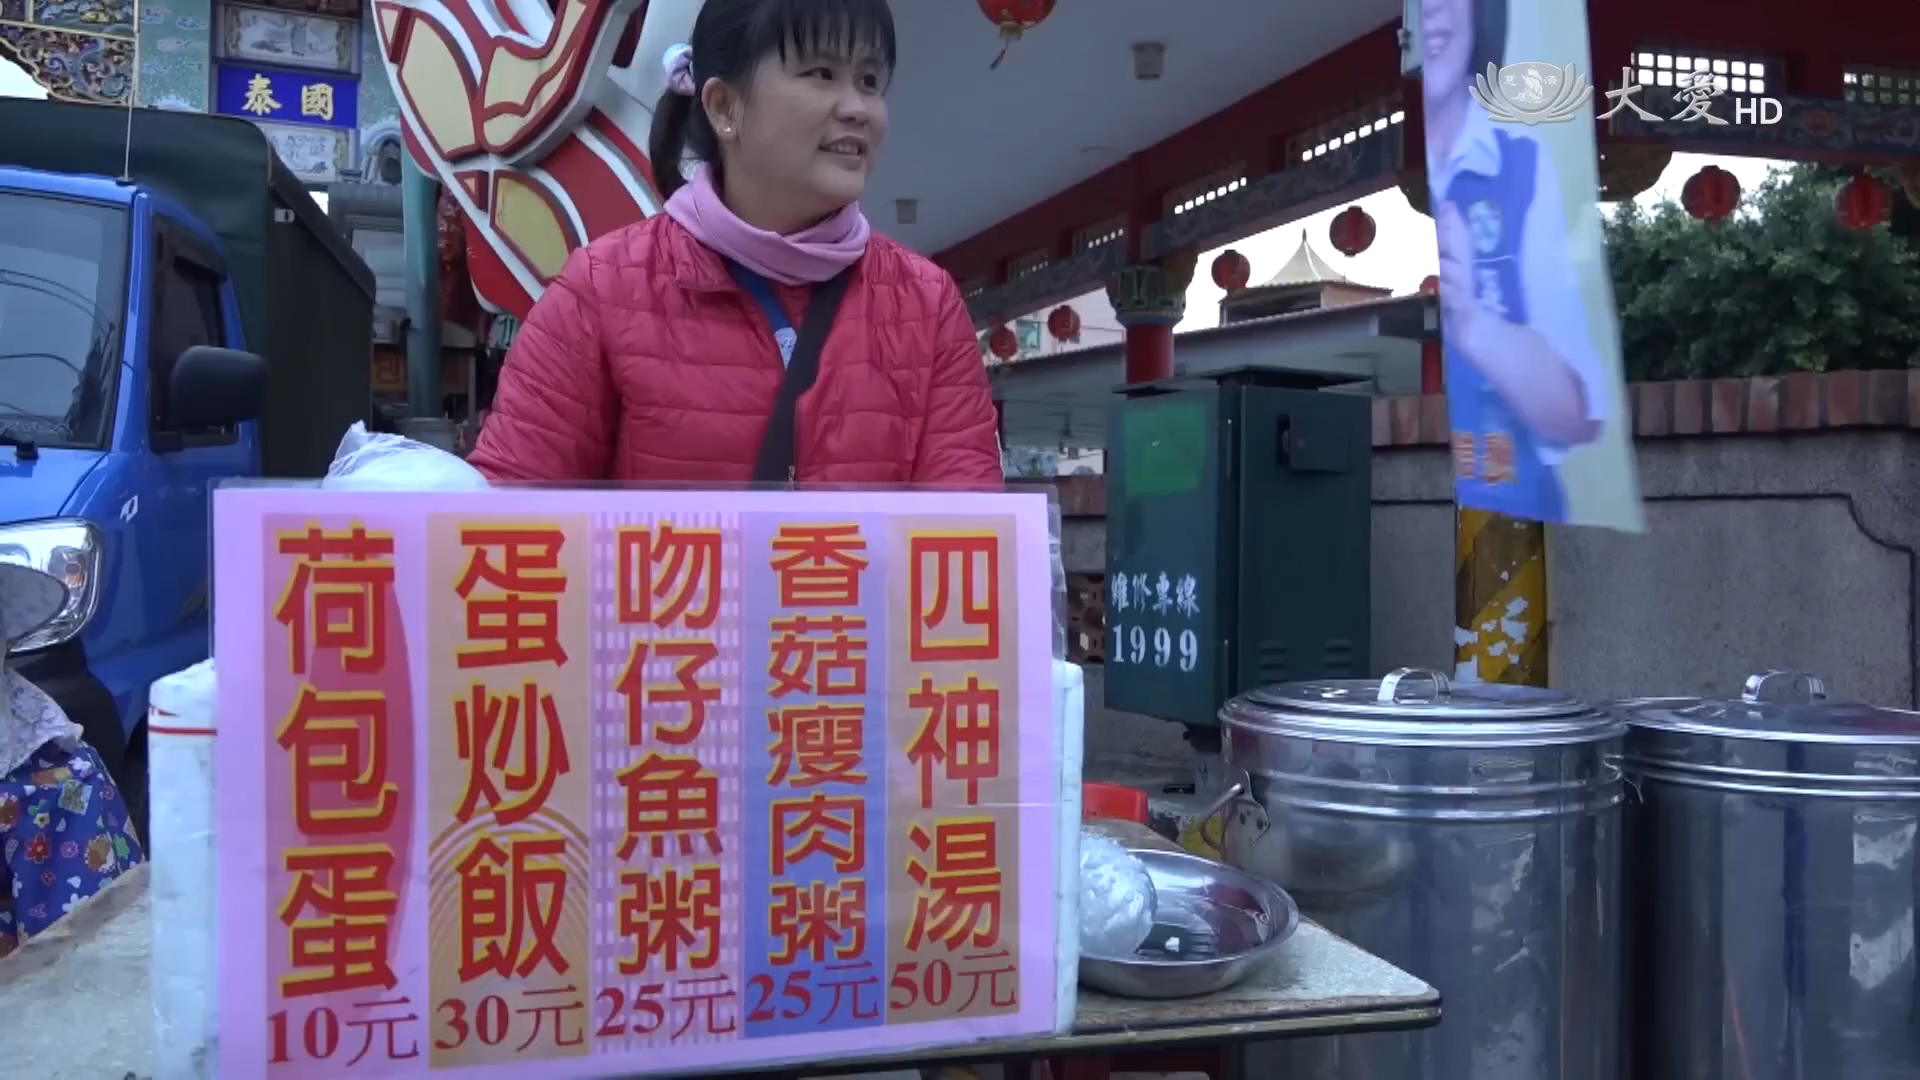 國泰
大愛HD
荷包蛋
10元
蛋炒飯
30元
吻仔魚粥
25元
香菇瘦肉粥
25元
四神湯
50元
維修專線
1999